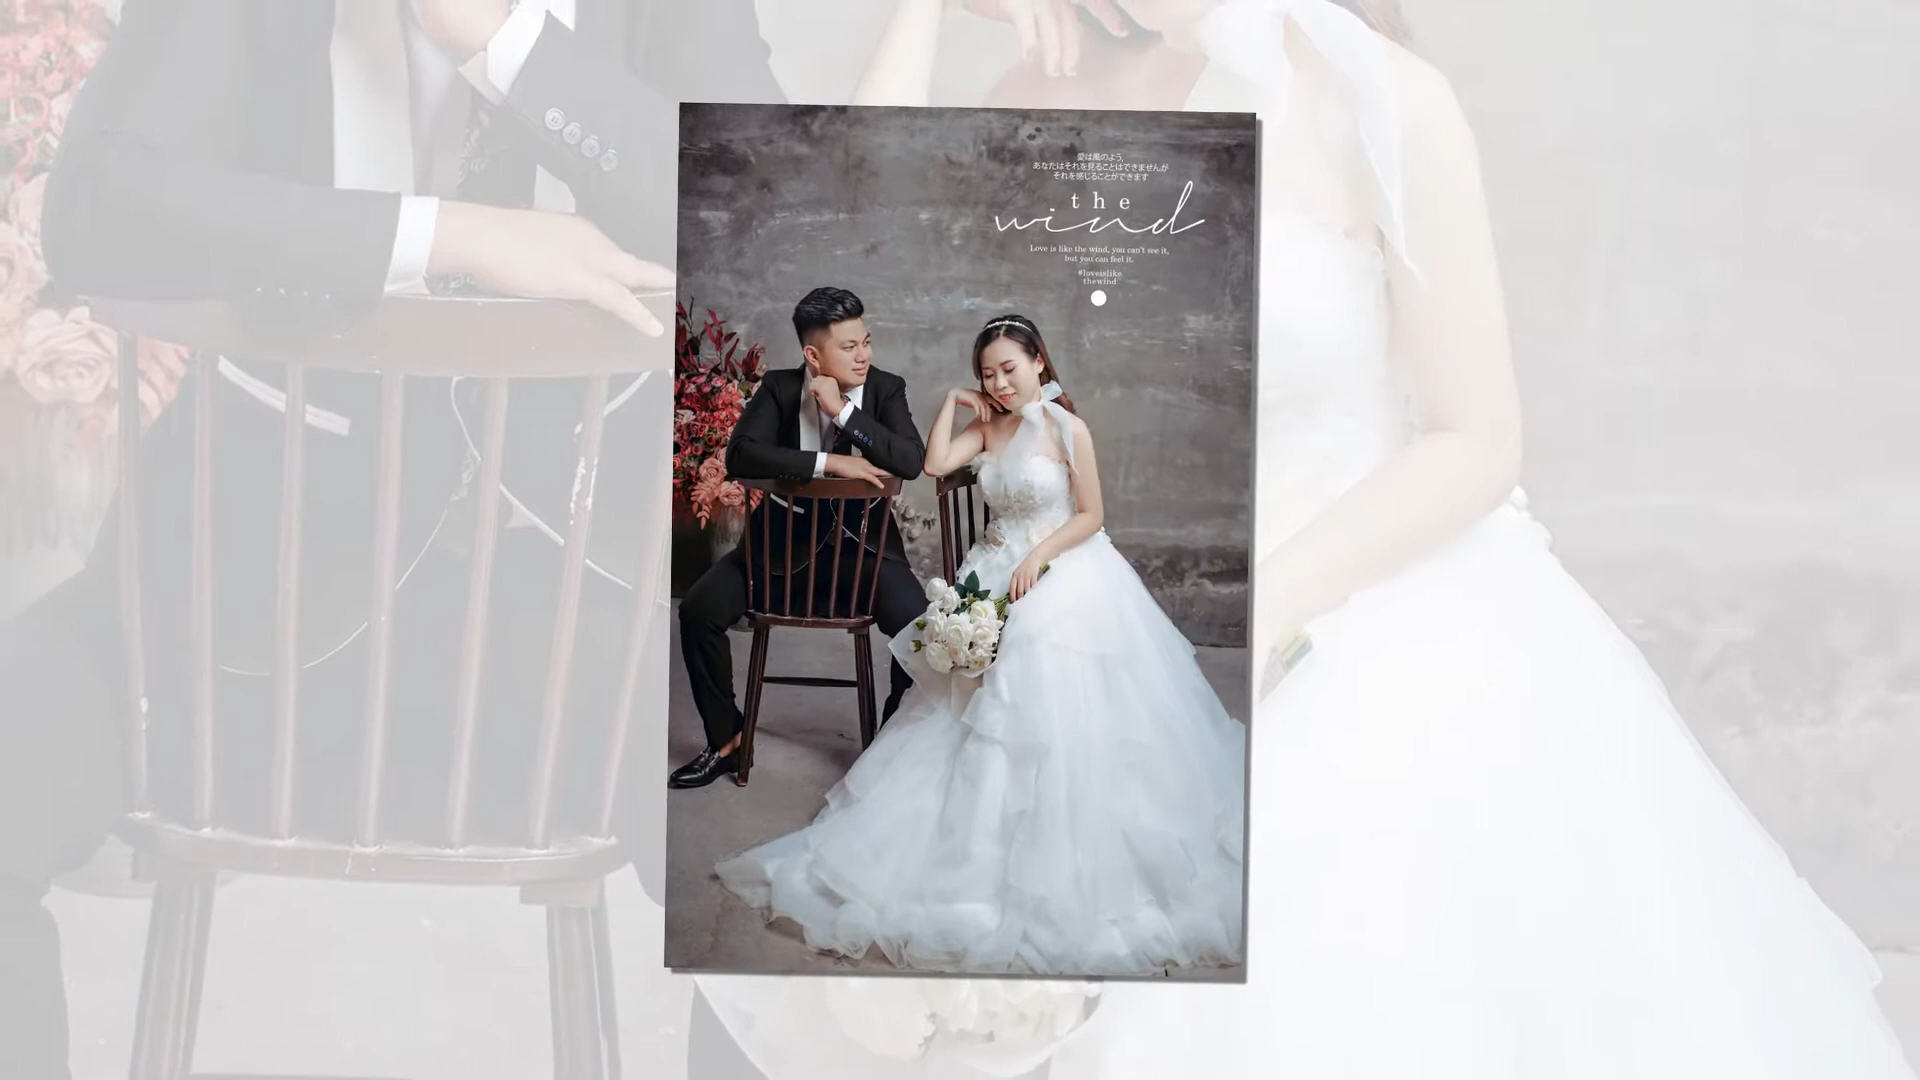 愛は風のよう,
あなたはそれを見ることはできませんが
それを感じることができます
the
wind
Love is like the wind, you can't see it,
but you can feel it.
#loveislike
thewind